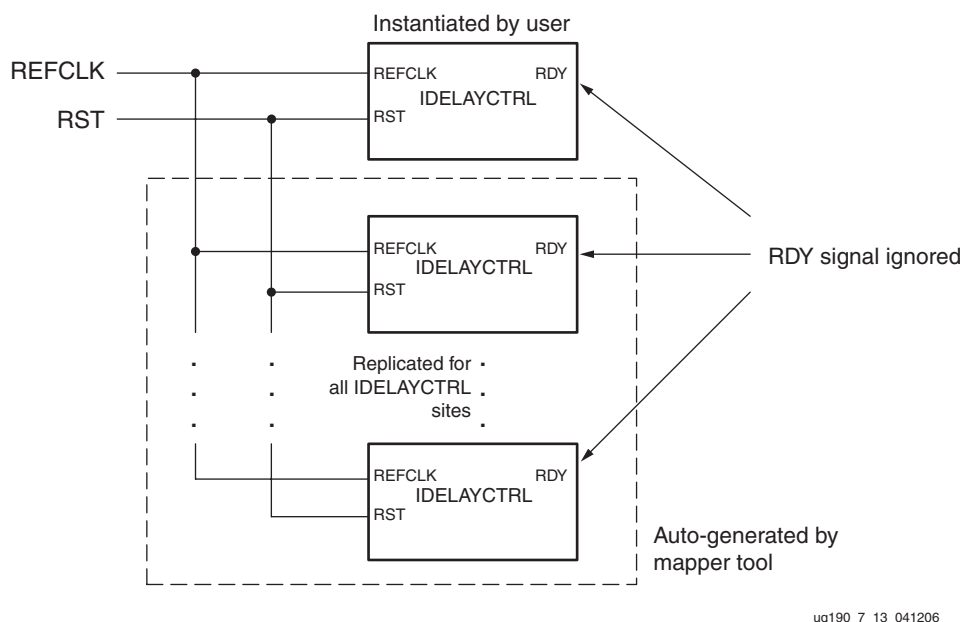 Instantiated by user
REFCLK
RST
REFCLK RDY
IDELAYCTRL
RST
REFCLK RDY
IDELAYCTRL
RST
RDY signal ignored
Replicated for
all IDELAYCTRL
sites
REFCLK RDY
IDELAYCTRL
RST
Auto-generated by
mapper tool
ug190_7_13_041206